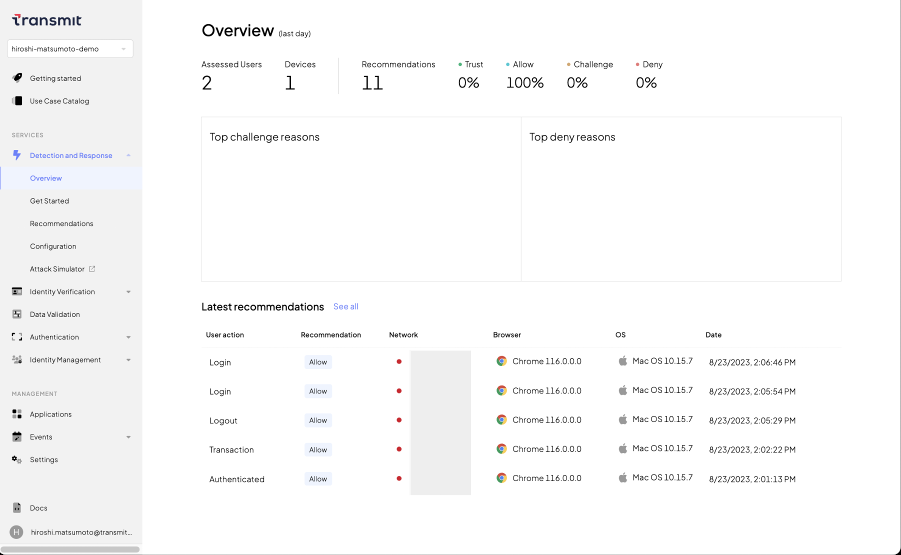 Transmit
hiroshi-matsumoto-demo
Getting started
Use Case Catalog
SERVICES
Detection and Response
Overview
Get Started
Recommendations
Configuration
Attack Simulator
Identity Verification
Data Validation
Authentication
Identity Management
MANAGEMENT
Applications
Events
Settings
Docs
H hiroshi.matsumoto@transmit...
Overview (last day)
Assessed Users Devices Recommendations Trust Allow Challenge Deny
2 1 11 0% 100% 0% 0%
Top challenge reasons Top deny reasons
Latest recommendations See all
User action Recommendation Network Browser OS Date
Login Allow Chrome 116.0.0.0 Mac OS 10.15.7 8/23/2023, 2:06:46 PM
Login Allow Chrome 116.0.0.0 Mac OS 10.15.7 8/23/2023, 2:05:54 PM
Logout Allow Chrome 116.0.0.0 Mac OS 10.15.7 8/23/2023, 2:05:29 PM
Transaction Allow Chrome 116.0.0.0 Mac OS 10.15.7 8/23/2023, 2:02:22 PM
Authenticated Allow Chrome 116.0.0.0 Mac OS 10.15.7 8/23/2023, 2:01:13 PM